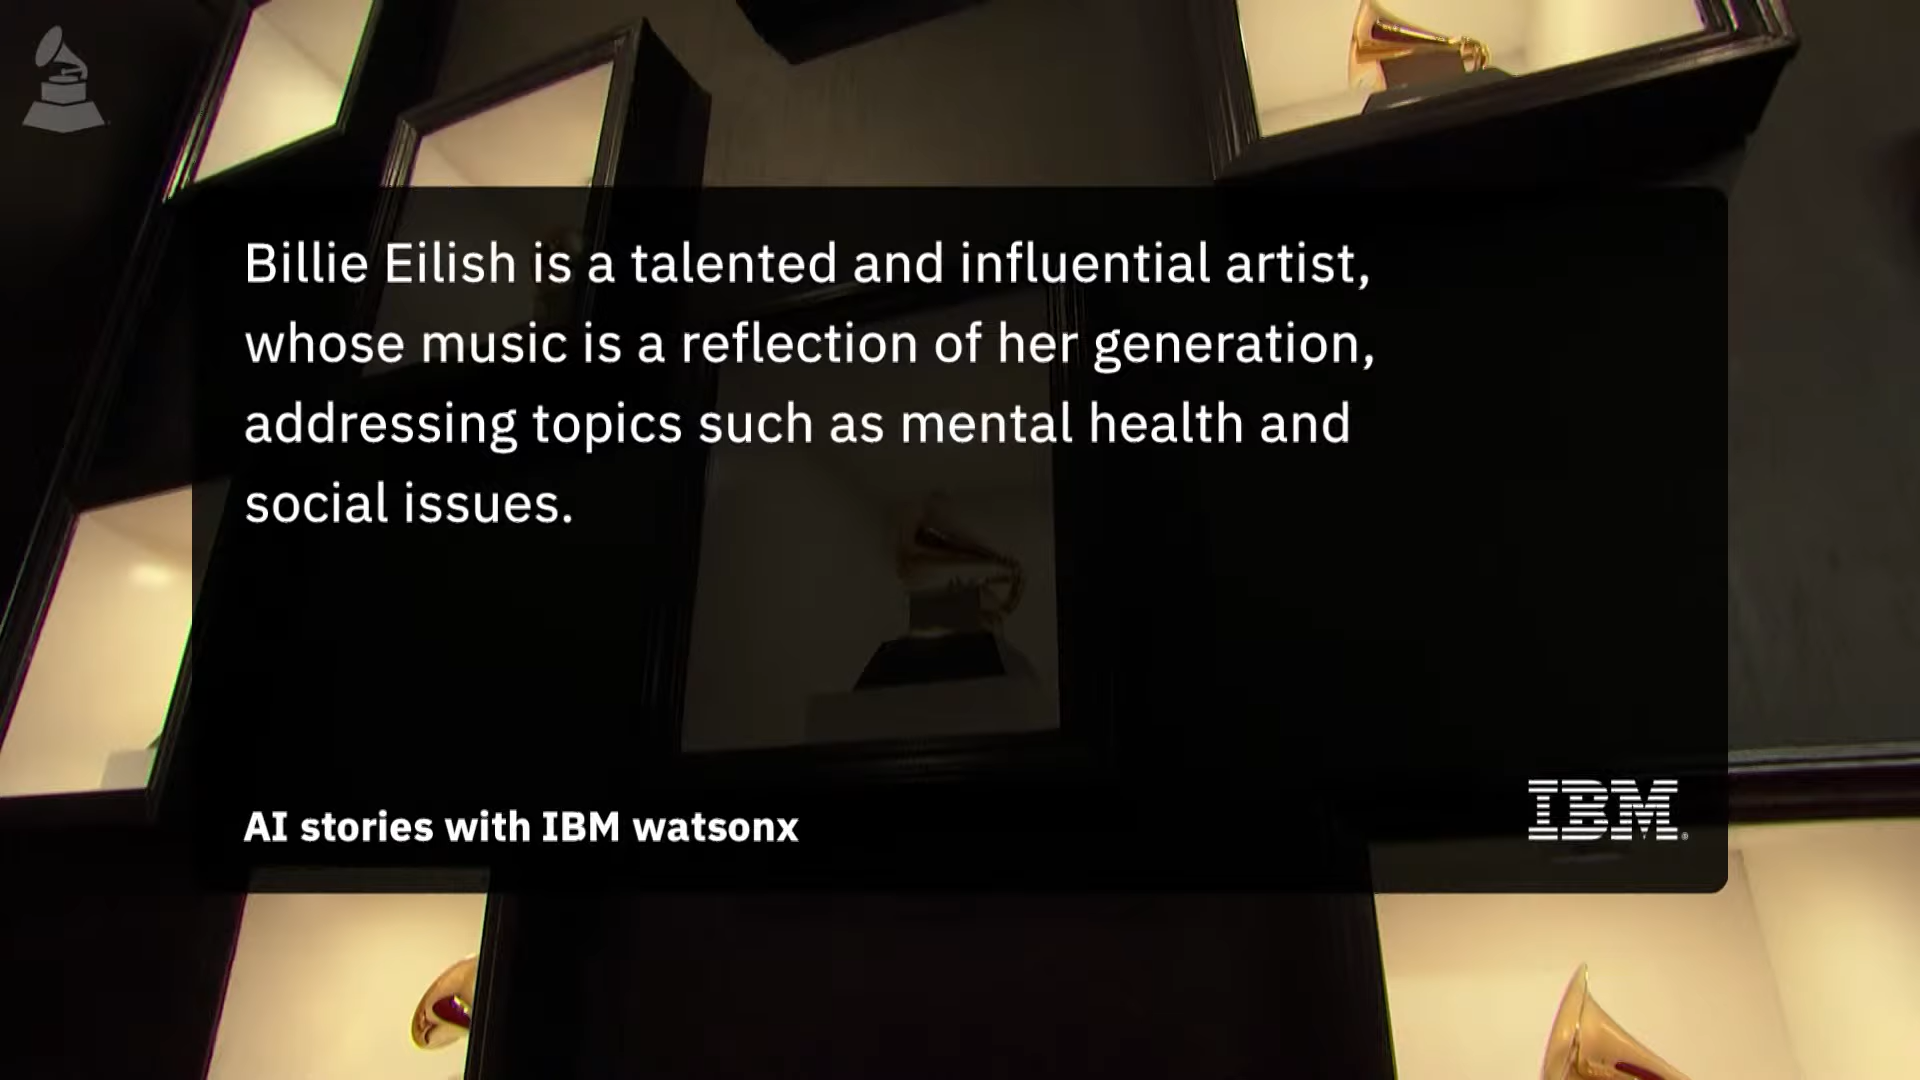 Billie Eilish is a talented and influential artist,
whose music is a reflection of her generation,
addressing topics such as mental health and
social issues.
AI stories with IBM watsonx
IBM®